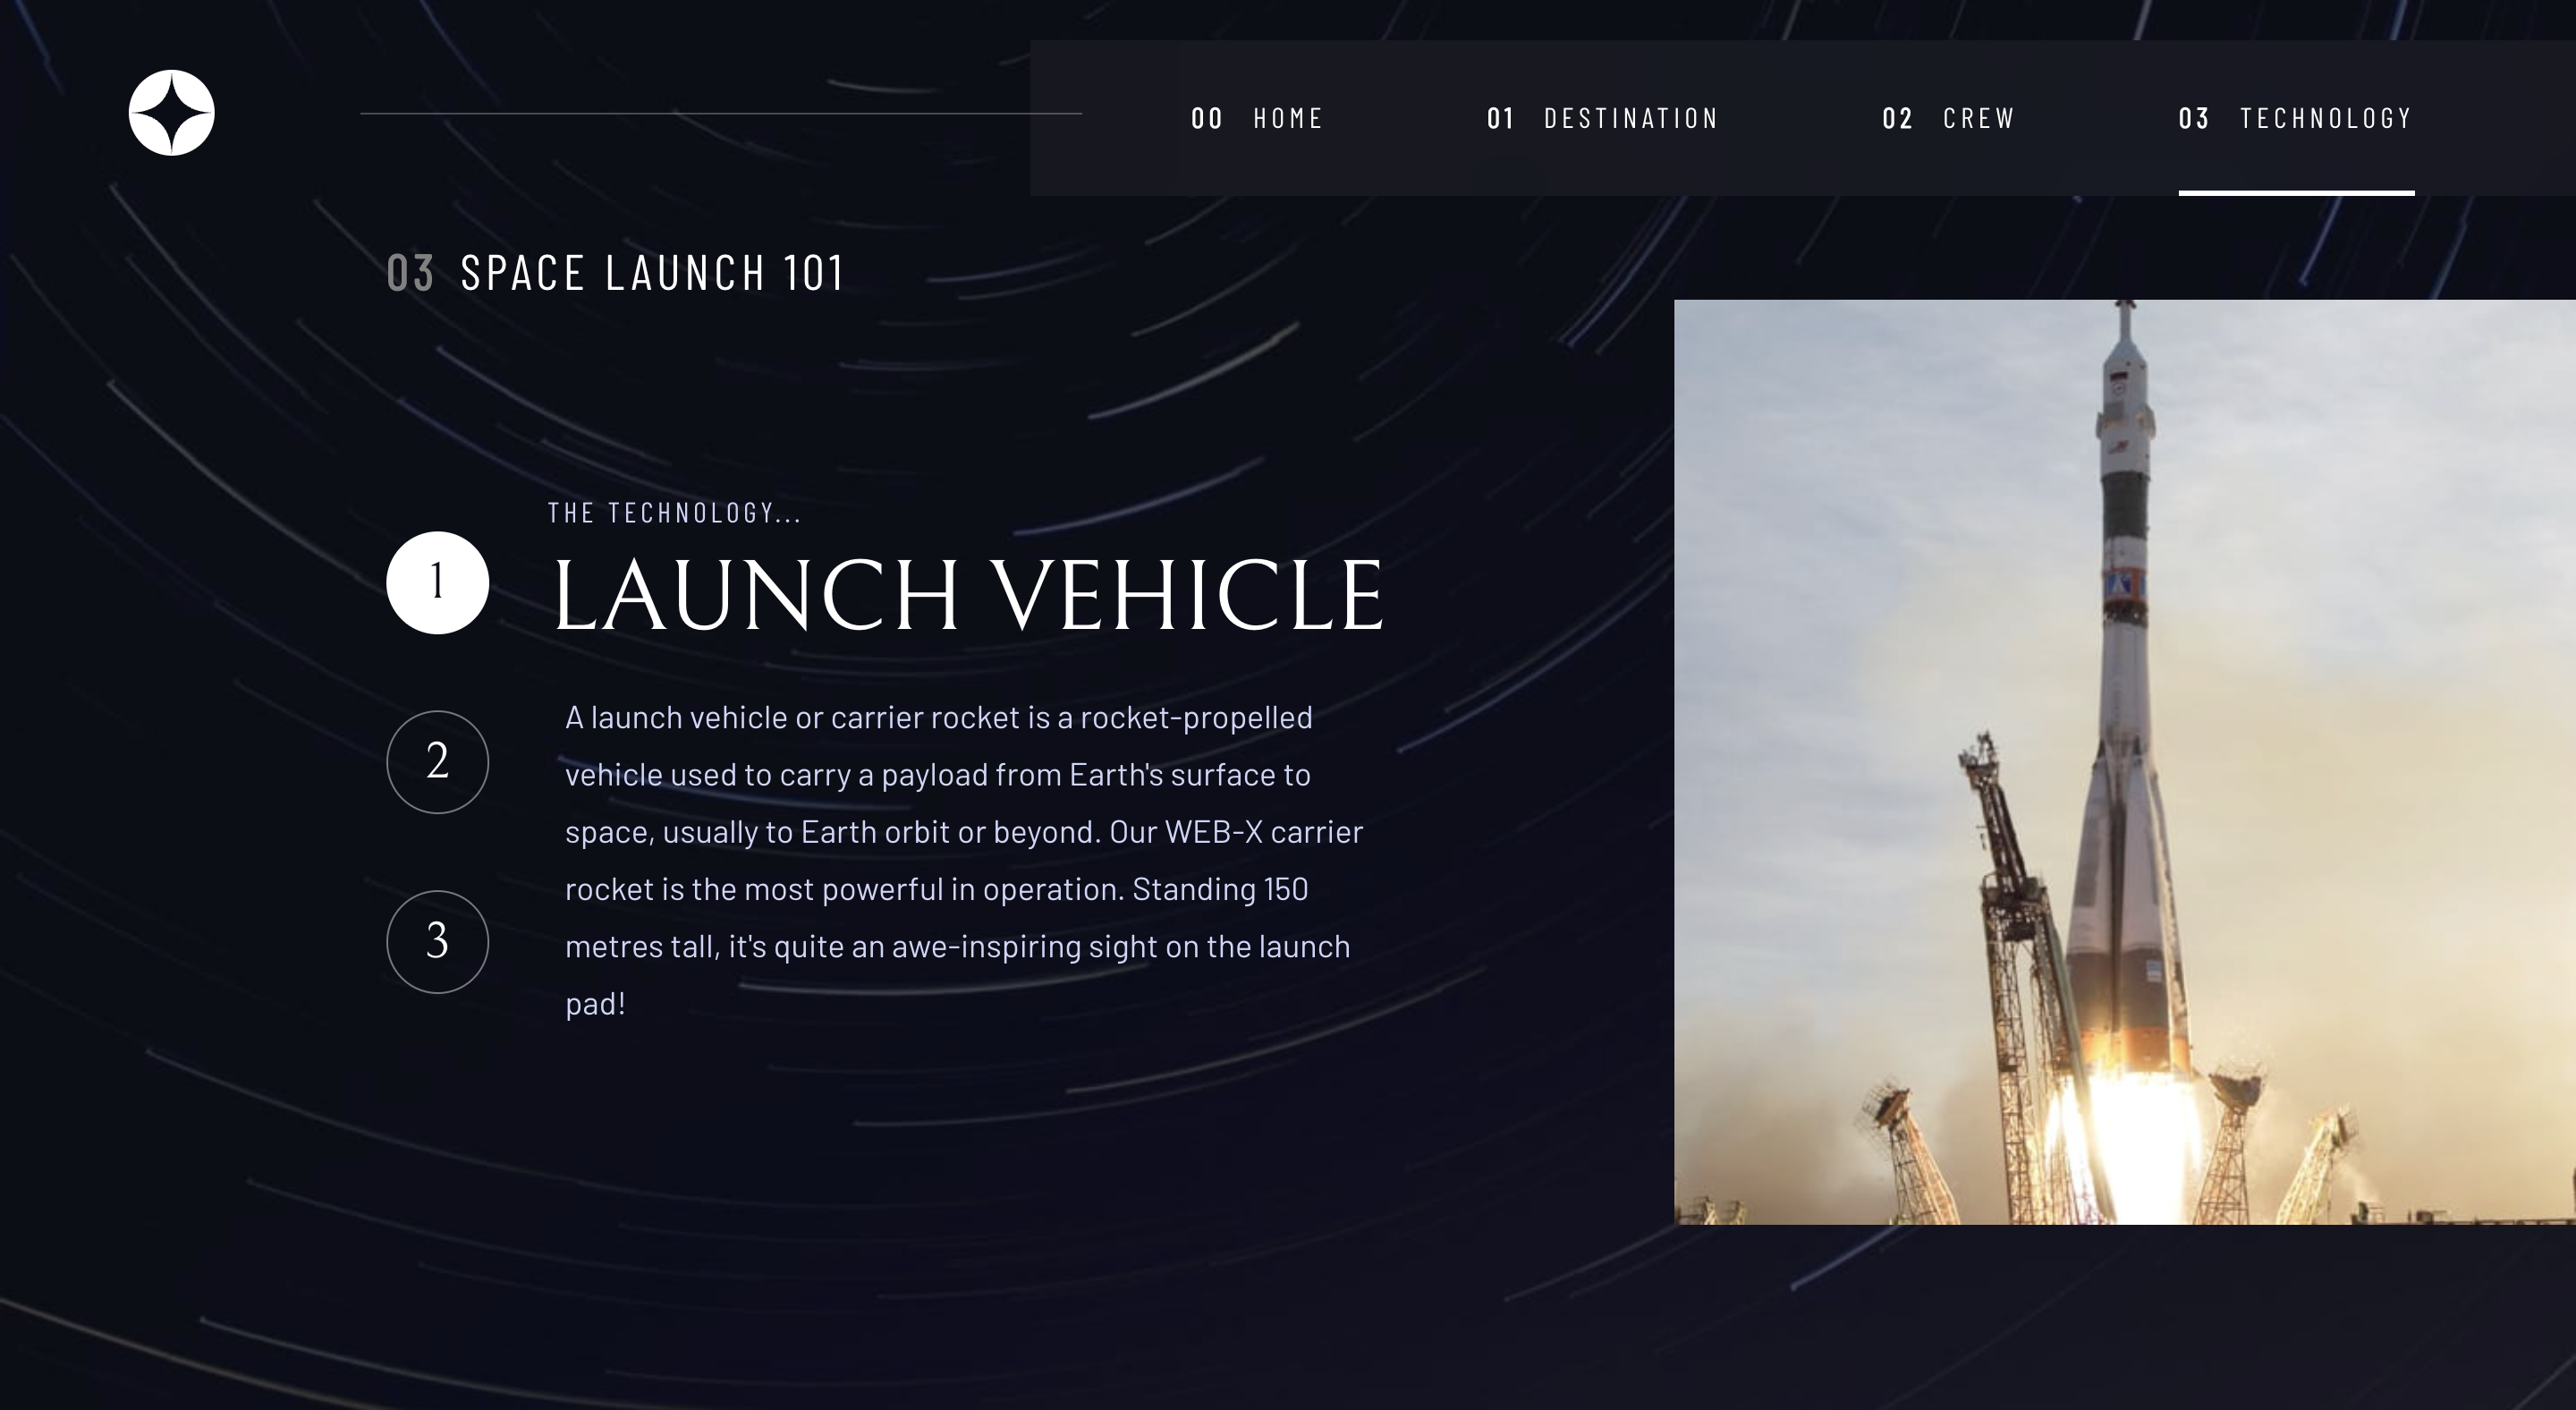 00 HOME 01 DESTINATION 02 CREW 03 TECHNOLOGY
03 SPACE LAUNCH 101
THE TECHNOLOGY...
1
LAUNCH VEHICLE
2
3
A launch vehicle or carrier rocket is a rocket-propelled
vehicle used to carry a payload from Earth's surface to
space, usually to Earth orbit or beyond. Our WEB-X carrier
rocket is the most powerful in operation. Standing 150
metres tall, it's quite an awe-inspiring sight on the launch
pad!